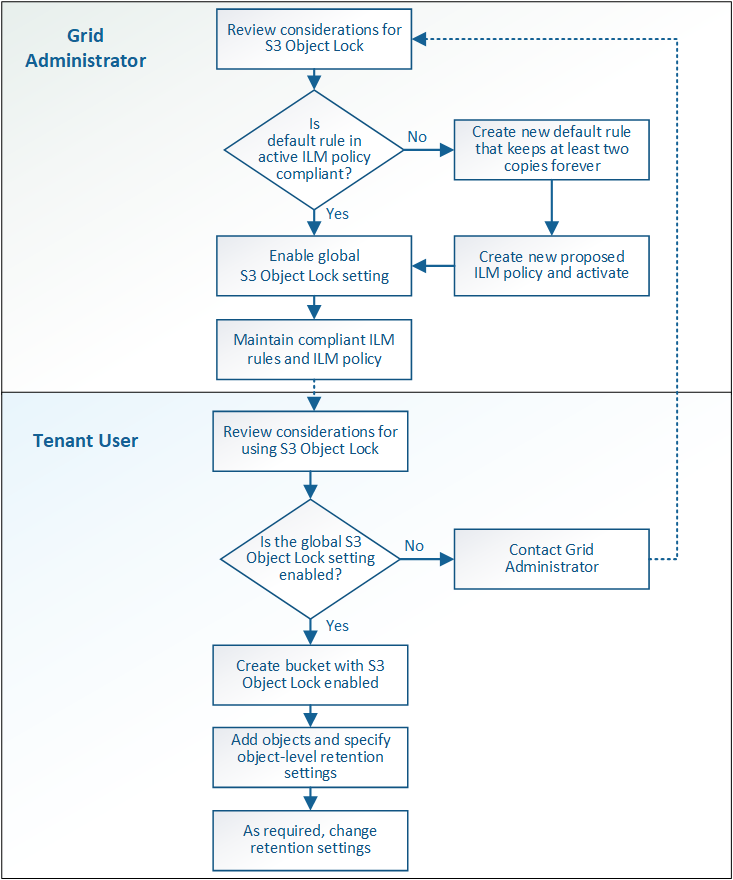 Grid
Administrator
Review considerations for
S3 Object Lock
Is
default rule in
active ILM policy
compliant?
No
Create new default rule
that keeps at least two
copies forever
Yes
Enable global
S3 Object Lock setting
Create new proposed
ILM policy and activate
Maintain compliant ILM
rules and ILM policy
Tenant User
Review considerations for
using S3 Object Lock
Is the global S3
Object Lock setting
enabled?
No
Contact Grid
Administrator
Yes
Create bucket with S3
Object Lock enabled
Add objects and specify
object-level retention
settings
As required, change
retention settings